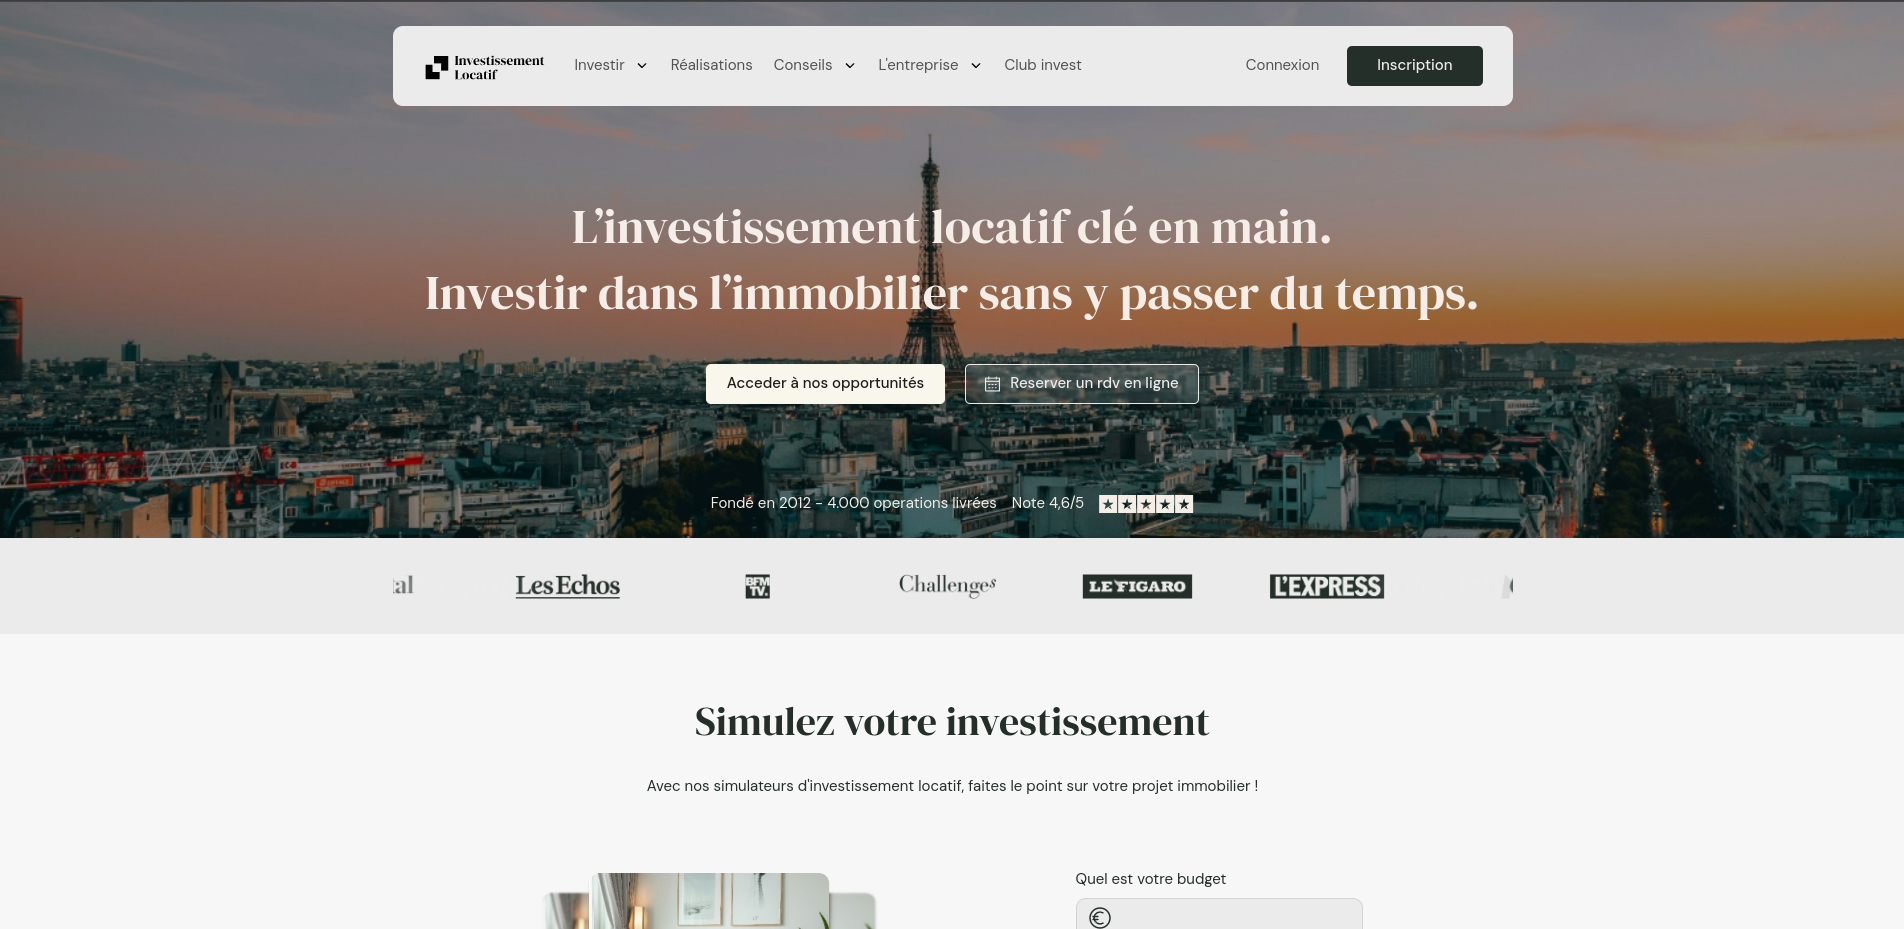 Investissement
Locatif
Investir
Réalisations
Conseils
L'entreprise
Club invest
Connexion
Inscription
L’investissement locatif clé en main.
Investir dans l’immobilier sans y passer du temps.
Acceder à nos opportunités
Reserver un rdv en ligne
Fondé en 2012 - 4.000 operations livrées
Note 4,6/5
Les Echos
BFM
TV.
Challenges
LE FIGARO
L'EXPRESS
Simulez votre investissement
Avec nos simulateurs d'investissement locatif, faites le point sur votre projet immobilier !
Quel est votre budget
€